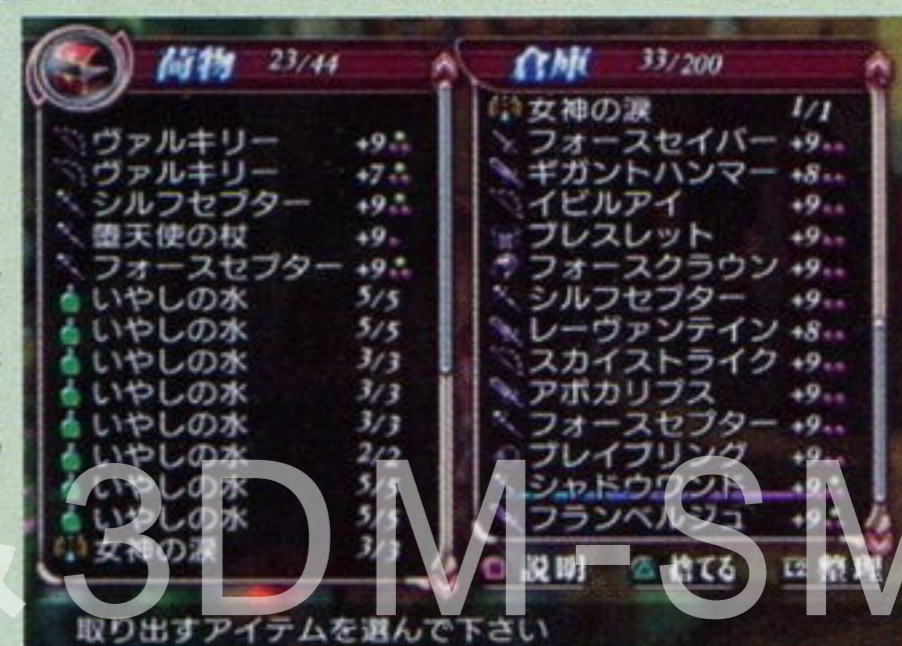 荷物 23/44
ヴァルキリー +9
ヴァルキリー +7
シルフセプター +9
堕天使の杖 +9
フォースセプター +9
いやしの水 5/5
いやしの水 5/5
いやしの水 3/3
いやしの水 3/3
いやしの水 3/3
いやしの水 2/2
いやしの水 5/5
いやしの水 5/5
女神の涙 3/3
倉庫 33/200
女神の涙 1/1
フォースセイバー +9
ギガントハンマー +8
イビルアイ +9
ブレスレット +9
フォースクラウン +9
シルフセプター +9
レーヴァンテイン +8
スカイストライク +9
アポカリプス +9
フォースセプター +9
ブレイブリング +9
シャドウワンド +9
フランベルジュ +9
□ 説明 △ 捨てる L2 整理
取り出すアイテムを選んで下さい
3DM-SM